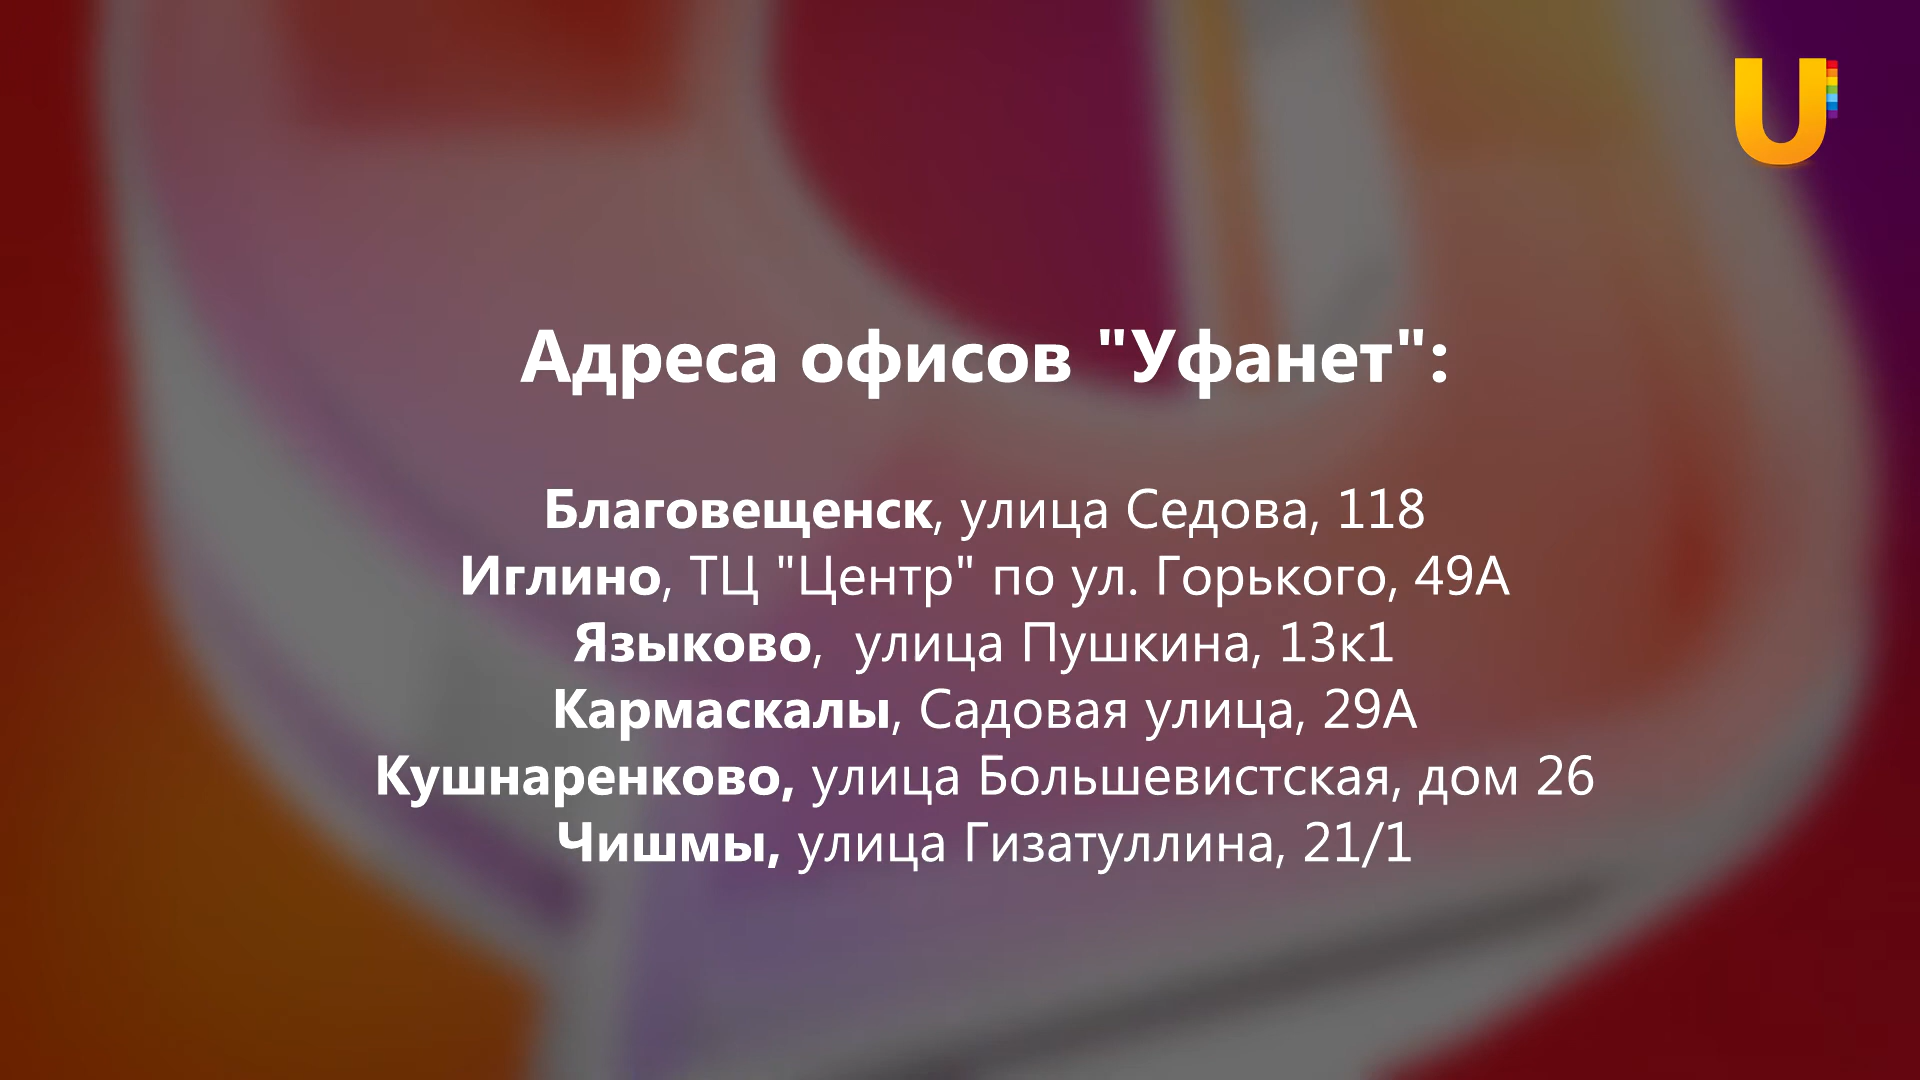 U
Адреса офисов "Уфанет":
Благовещенск, улица Седова, 118
Иглино, ТЦ "Центр" по ул. Горького, 49А
Языково,  улица Пушкина, 13к1
Кармаскалы, Садовая улица, 29А
Кушнаренково, улица Большевистская, дом 26
Чишмы, улица Гизатуллина, 21/1